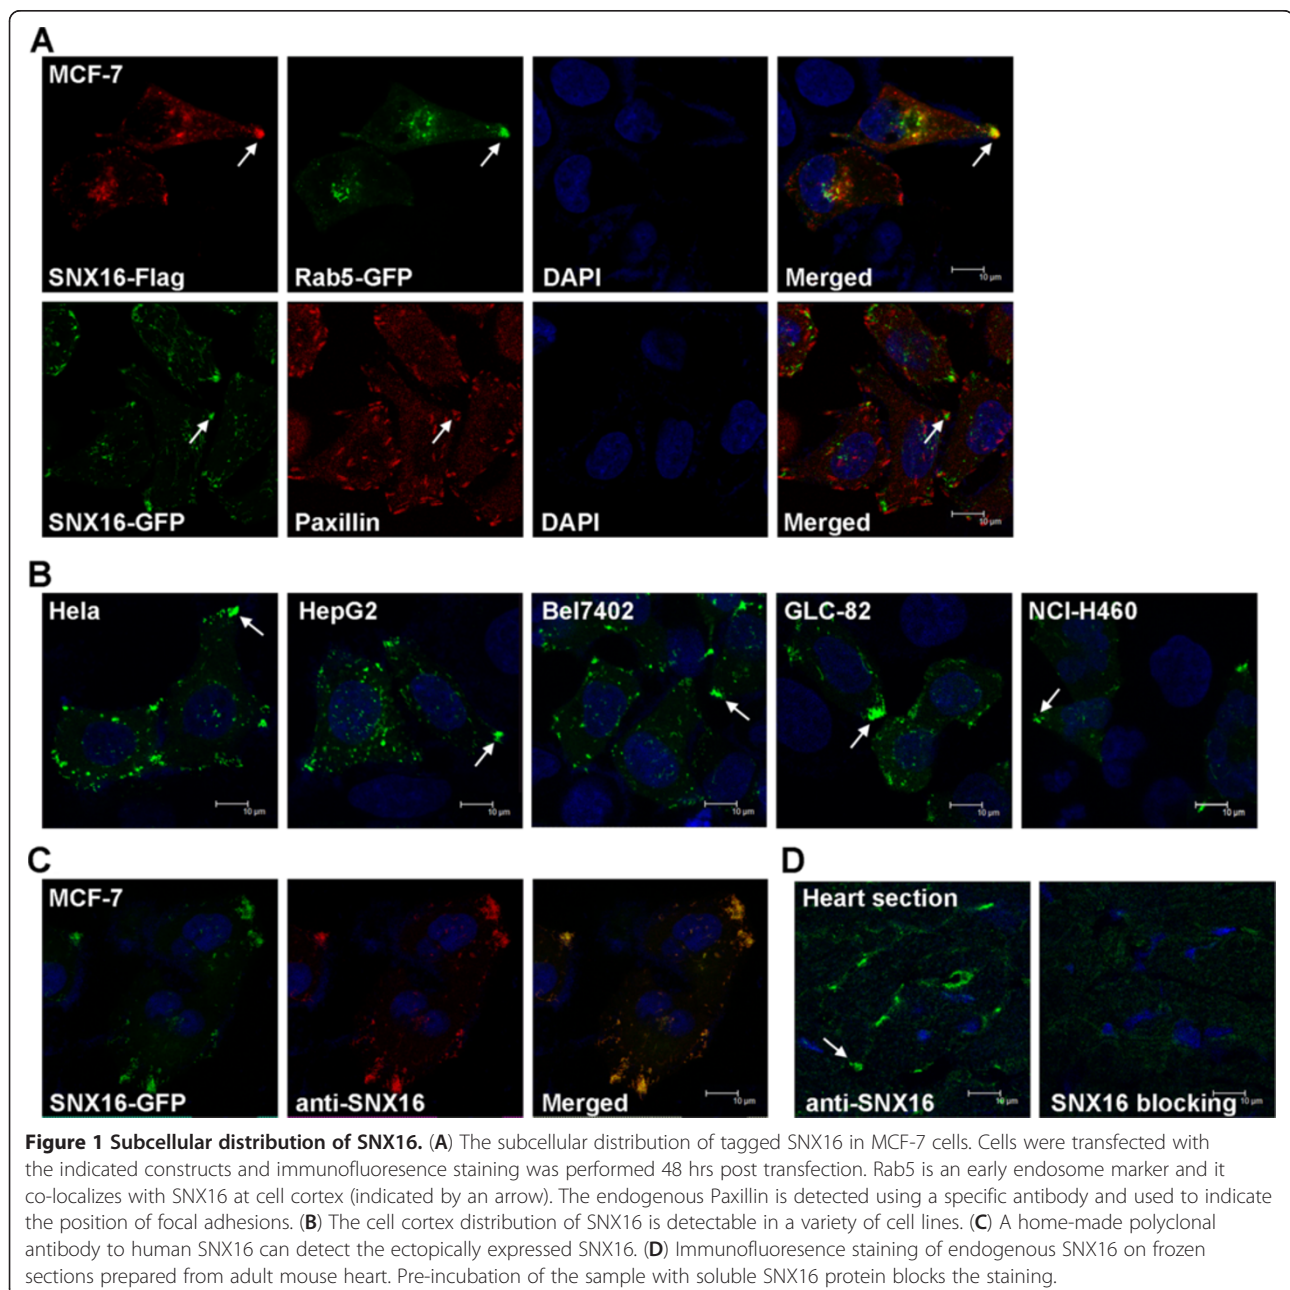 A
MCF-7
SNX16-Flag
Rab5-GFP
DAPI
Merged
10 µm
SNX16-GFP
Paxillin
DAPI
Merged
10 µm
B
Hela
HepG2
Bel7402
GLC-82
NCI-H460
10 µm
10 µm
10 µm
10 µm
10 µm
C
MCF-7
SNX16-GFP
anti-SNX16
Merged
10 µm
D
Heart section
anti-SNX16
10 µm
SNX16 blocking
10 µm
Figure 1 Subcellular distribution of SNX16. (A) The subcellular distribution of tagged SNX16 in MCF-7 cells. Cells were transfected with
the indicated constructs and immunofluoresence staining was performed 48 hrs post transfection. Rab5 is an early endosome marker and it
co-localizes with SNX16 at cell cortex (indicated by an arrow). The endogenous Paxillin is detected using a specific antibody and used to indicate
the position of focal adhesions. (B) The cell cortex distribution of SNX16 is detectable in a variety of cell lines. (C) A home-made polyclonal
antibody to human SNX16 can detect the ectopically expressed SNX16. (D) Immunofluoresence staining of endogenous SNX16 on frozen
sections prepared from adult mouse heart. Pre-incubation of the sample with soluble SNX16 protein blocks the staining.